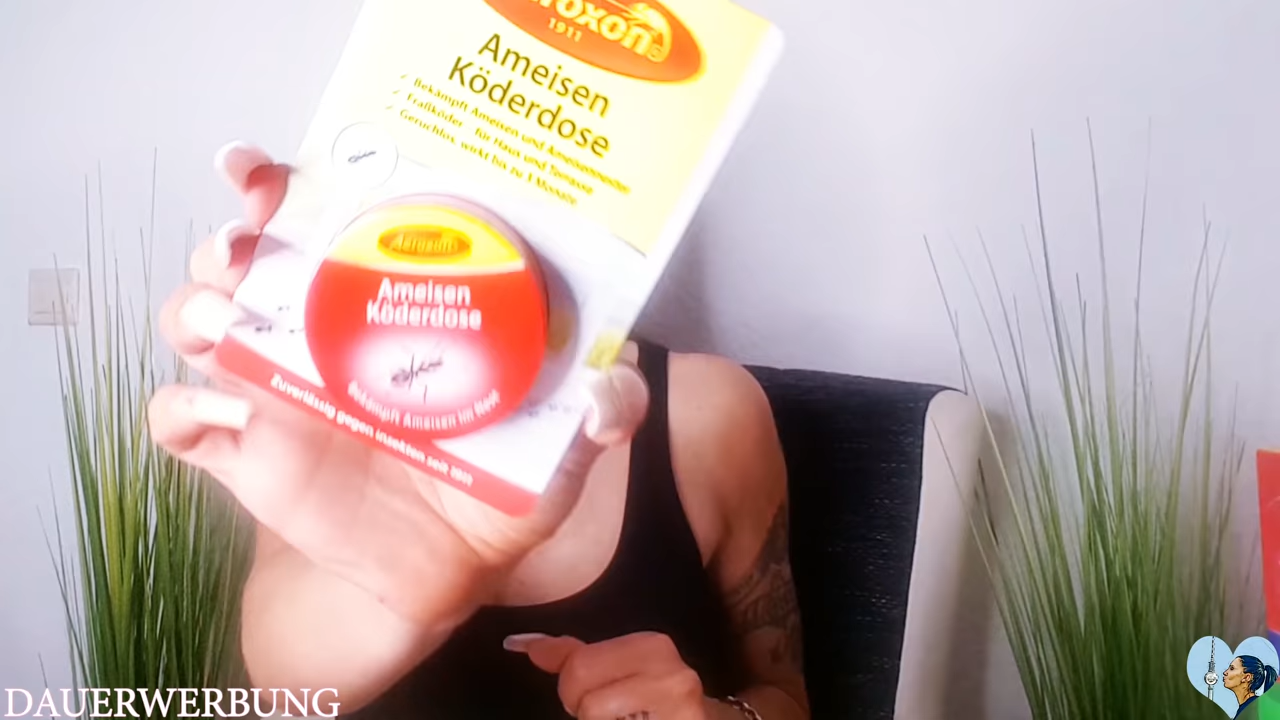 Aeroxon
1911
Ameisen
Köderdose
Bekämpft Ameisen und Ameisennester
Fraßköder für Haus und Terrasse
Geruchlos, wirkt bis zu 3 Monate
Aeroxon
Ameisen
Köderdose
Bekämpft Ameisen im Nest
Zuverlässig gegen Insekten seit 1911
DAUERWERBUNG